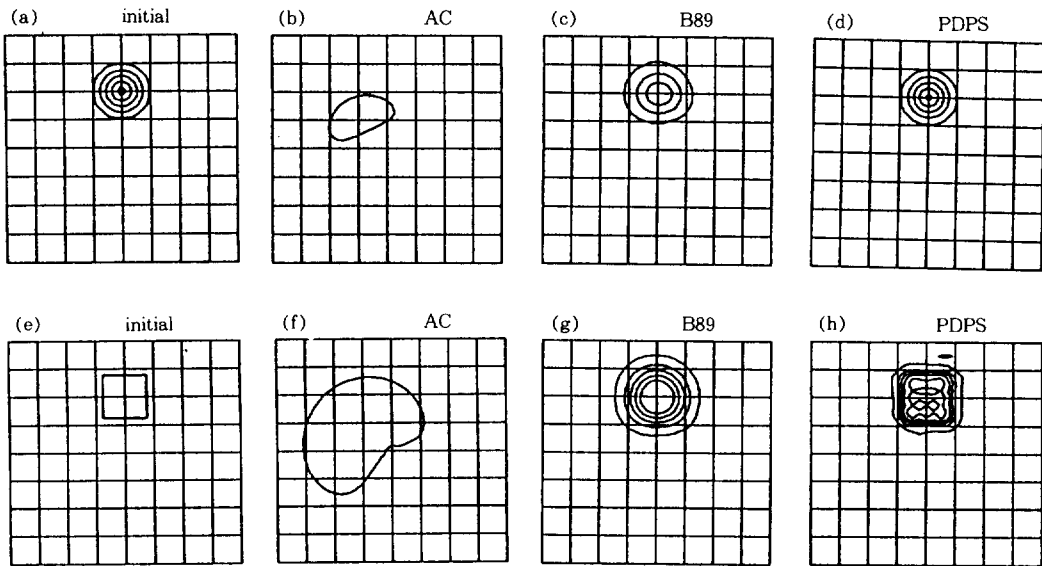 (a) initial
(b) AC
(c) B89
(d) PDPS
(e) initial
(f) AC
(g) B89
(h) PDPS